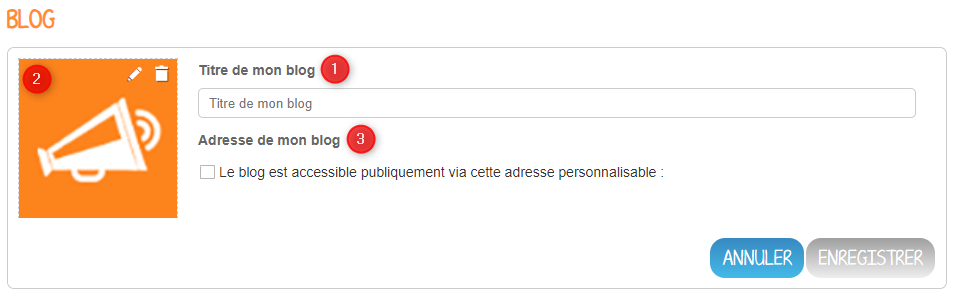 BLOG
2
Titre de mon blog 1
Titre de mon blog
Adresse de mon blog 3
Le blog est accessible publiquement via cette adresse personnalisable :
ANNULER ENREGISTRER